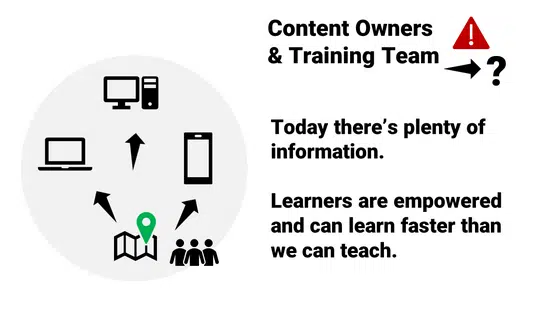 Content Owners
& Training Team
?
Today there's plenty of
information.
Learners are empowered
and can learn faster than
we can teach.